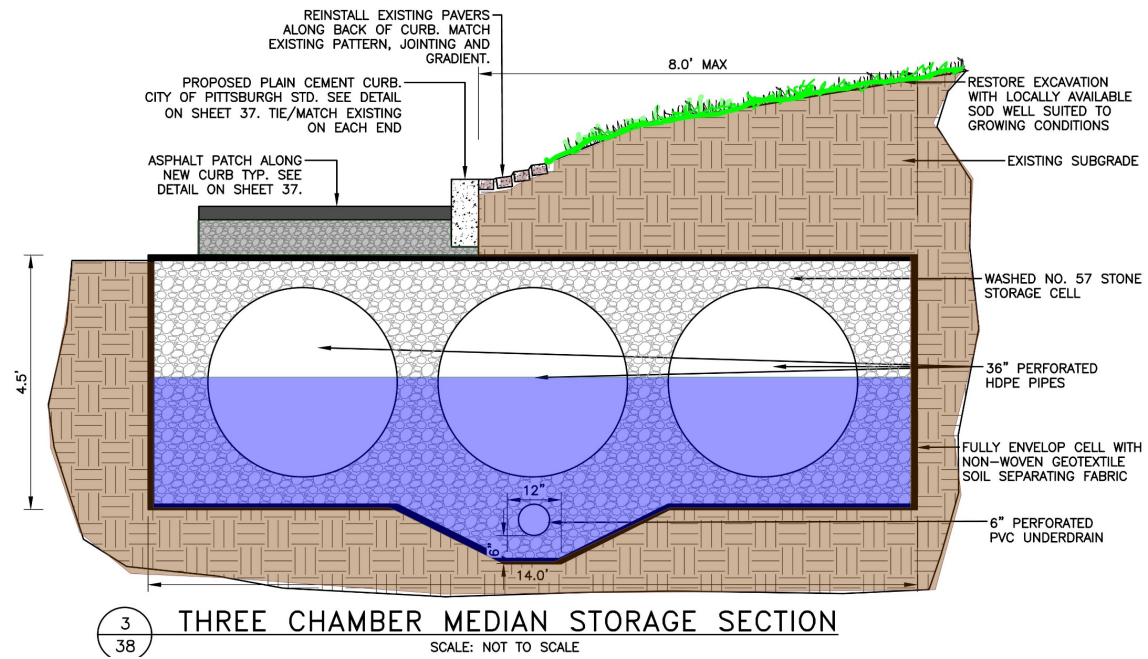 REINSTALL EXISTING PAVERS
ALONG BACK OF CURB. MATCH
EXISTING PATTERN, JOINTING AND
GRADIENT.
8.0' MAX
PROPOSED PLAIN CEMENT CURB.
CITY OF PITTSBURGH STD. SEE DETAIL
ON SHEET 37. TIE/MATCH EXISTING
ON EACH END
RESTORE EXCAVATION
WITH LOCALLY AVAILABLE
SOD WELL SUITED TO
GROWING CONDITIONS
ASPHALT PATCH ALONG
NEW CURB TYP. SEE
DETAIL ON SHEET 37.
EXISTING SUBGRADE
WASHED NO. 57 STONE
STORAGE CELL
4.5'
36" PERFORATED
HDPE PIPES
FULLY ENVELOP CELL WITH
NON-WOVEN GEOTEXTILE
SOIL SEPARATING FABRIC
12"
6" PERFORATED
PVC UNDERDRAIN
6"
14.0'
3
38
THREE CHAMBER MEDIAN STORAGE SECTION
SCALE: NOT TO SCALE